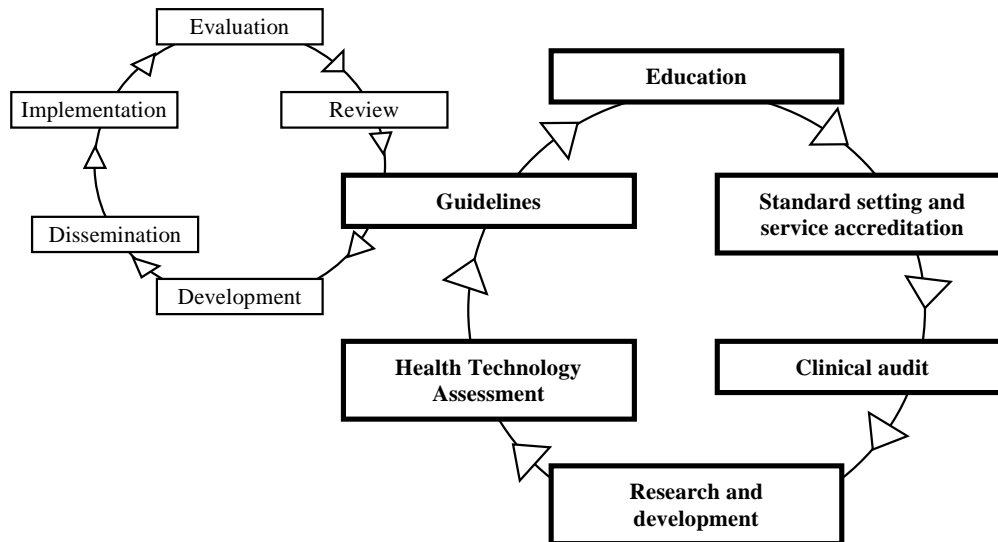 Evaluation
Education
Implementation
Review
Guidelines
Standard setting and
service accreditation
Dissemination
Development
Health Technology
Assessment
Clinical audit
Research and
development